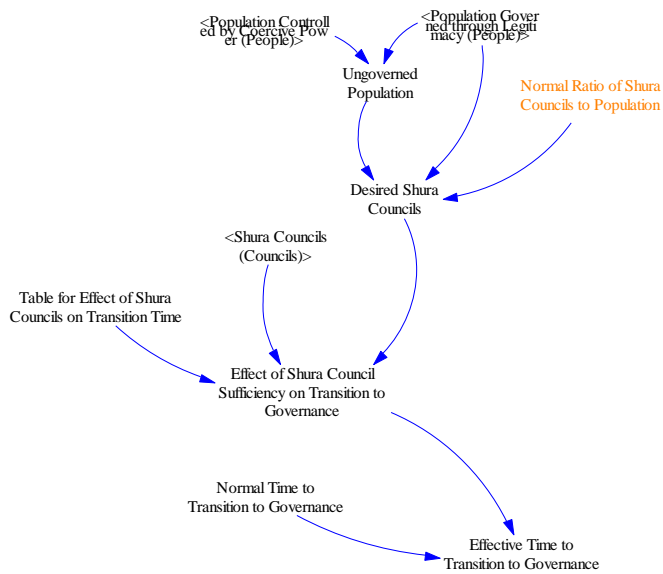 <Population Controll
ed by Coercive Pow
er (People)>
<Population Gover
ned through Legiti
macy (People)>
Ungoverned
Population
Normal Ratio of Shura
Councils to Population
Desired Shura
Councils
<Shura Councils
(Councils)>
Table for Effect of Shura
Councils on Transition Time
Effect of Shura Council
Sufficiency on Transition to
Governance
Normal Time to
Transition to Governance
Effective Time to
Transition to Governance